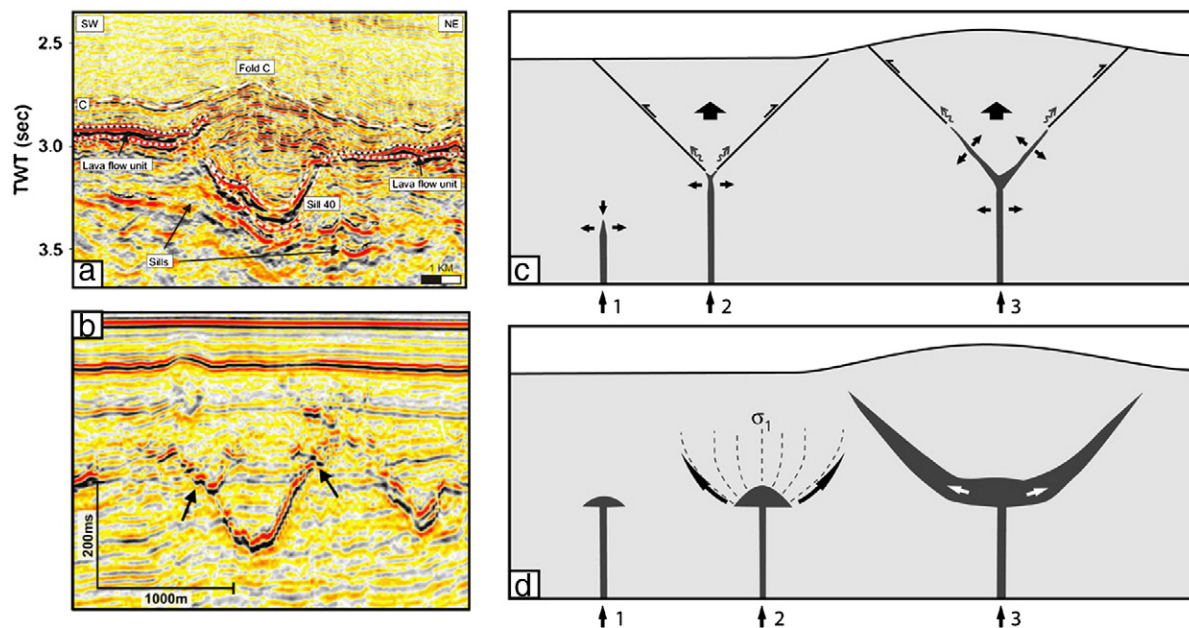 SW
NE
2.5
Fold C
C
TWT (sec)
3.0
Lava flow unit
Lava flow unit
Sill 40
3.5
Sills
1 KM
a
b
200ms
1000m
c
1
2
3
σ1
d
1
2
3